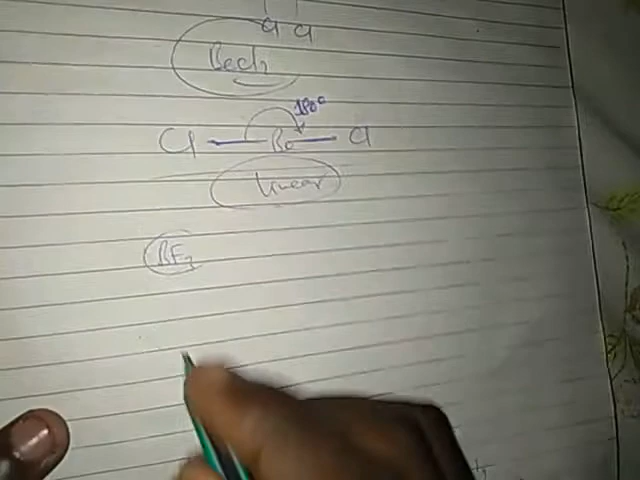 Cl Cl
Becl2
180°
Cl — Be — Cl
linear
BF3